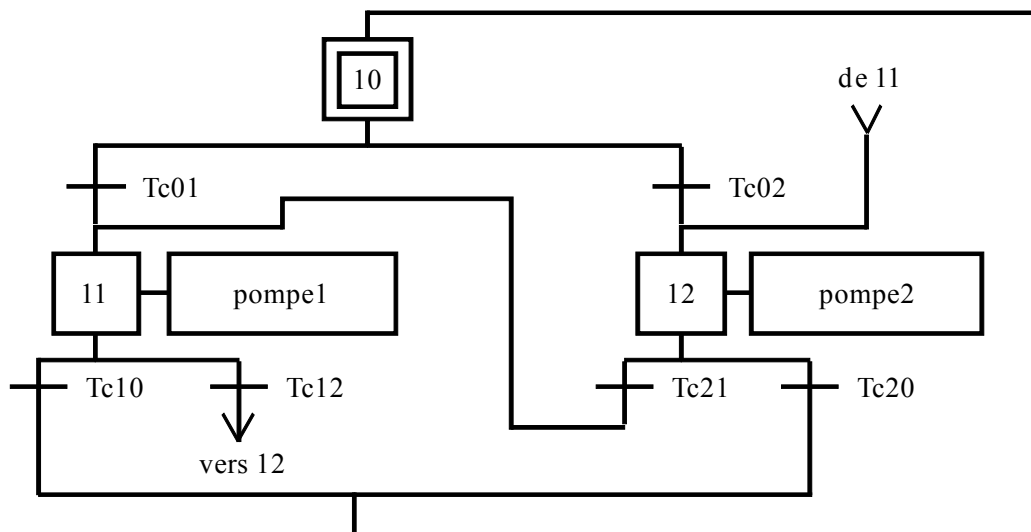 10
de 11
Tc01
Tc02
11
pompe1
12
pompe2
Tc10
Tc12
Tc21
Tc20
vers 12